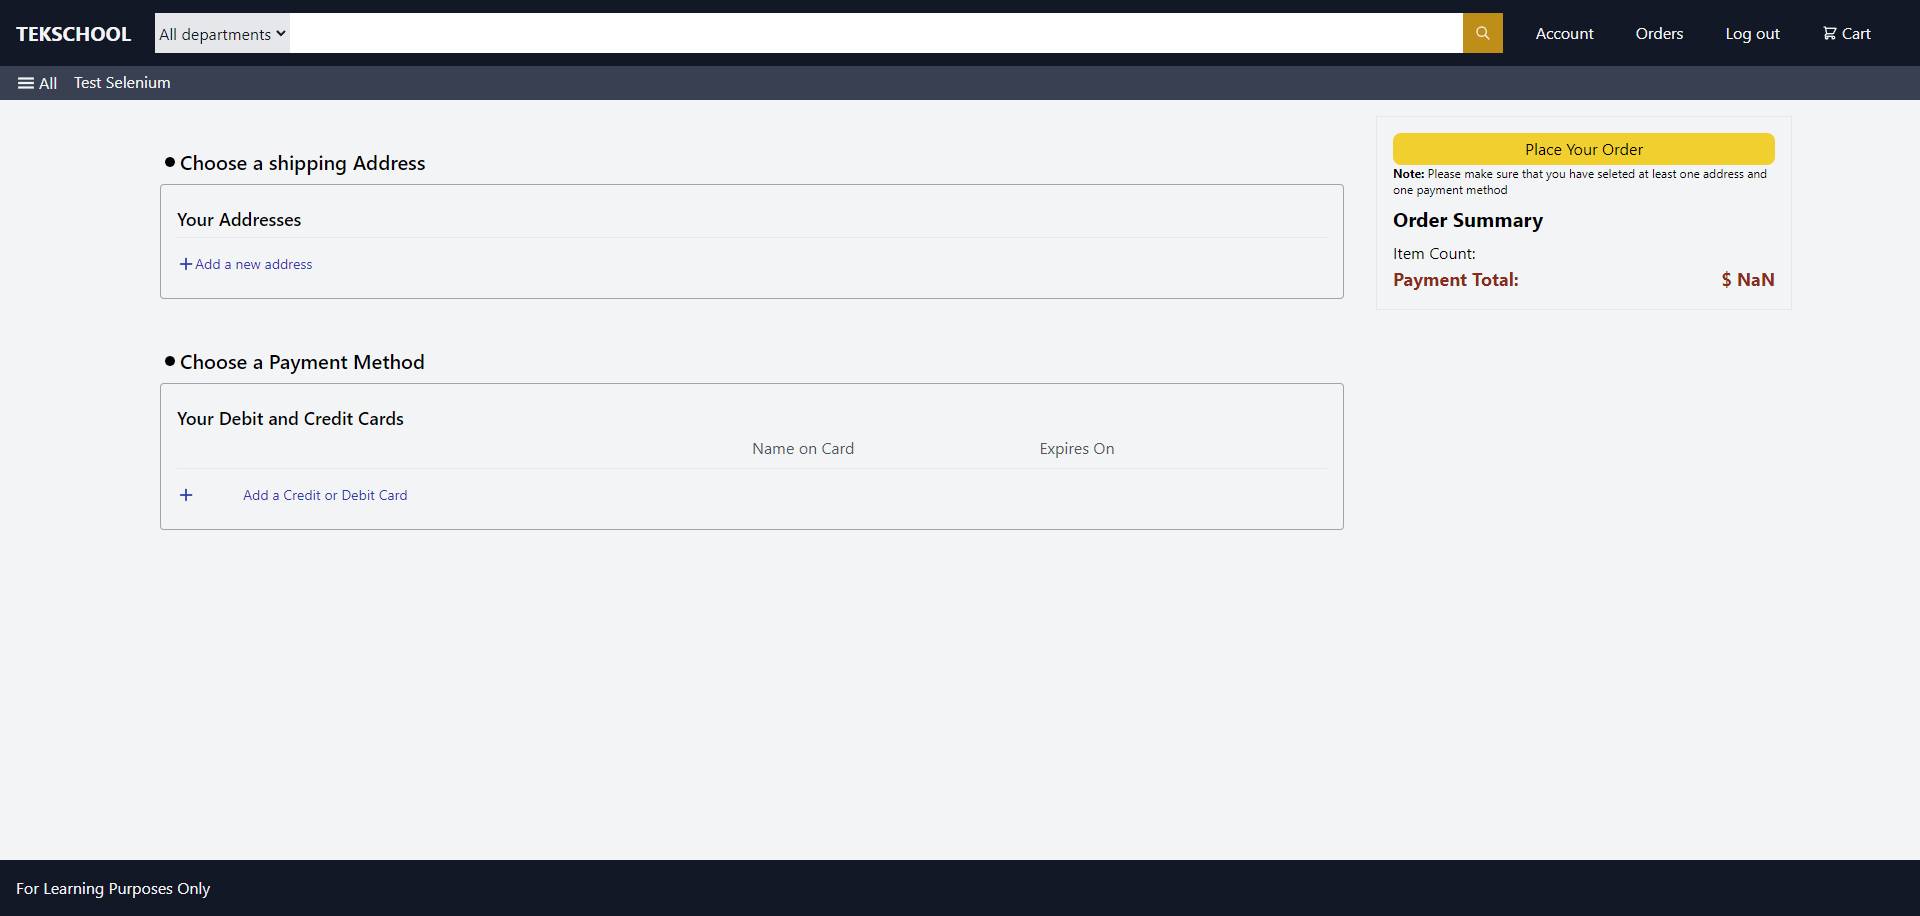 TEKSCHOOL
All departments
Account
Orders
Log out
Cart
All
Test Selenium
Choose a shipping Address
Your Addresses
Add a new address
Choose a Payment Method
Your Debit and Credit Cards
Name on Card
Expires On
Add a Credit or Debit Card
Place Your Order
Note: Please make sure that you have seleted at least one address and
one payment method
Order Summary
Item Count:
Payment Total: $ NaN
For Learning Purposes Only